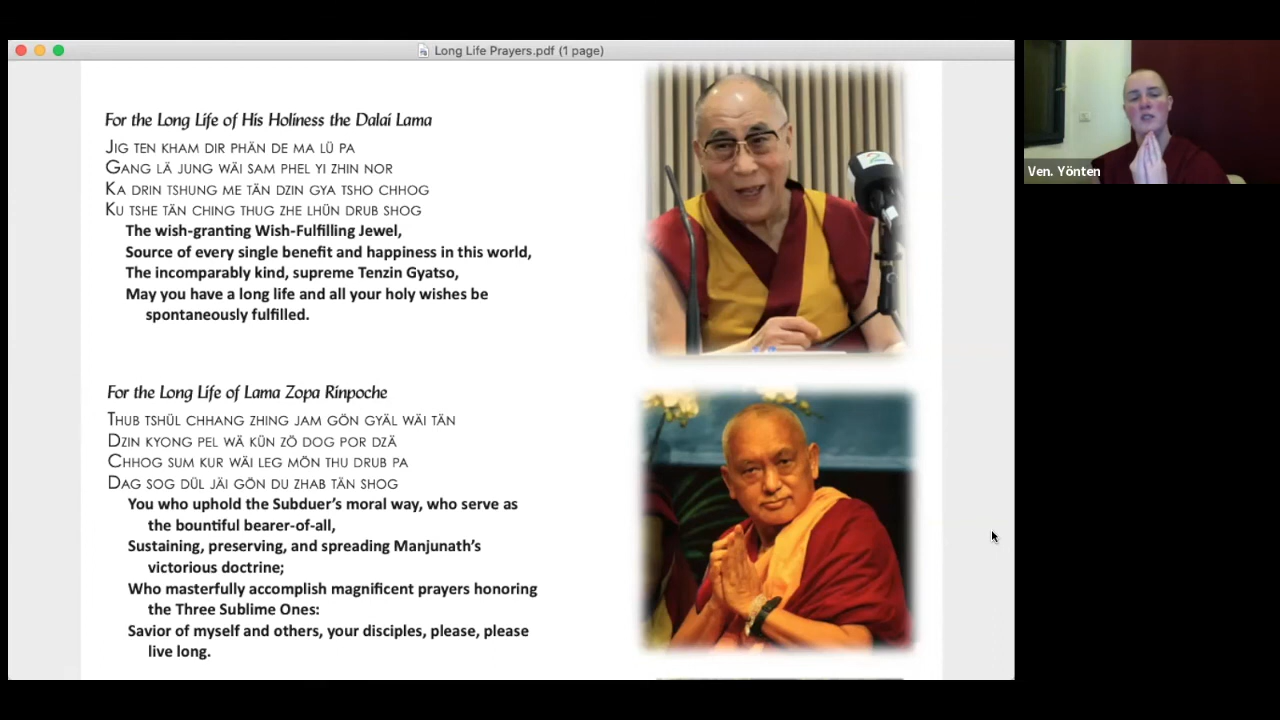 Long Life Prayers.pdf (1 page)
For the Long Life of His Holiness the Dalai Lama
JIG TEN KHAM DIR PHÄN DE MA LÜ PA
GANG LÄ JUNG WÄI SAM PHEL YI ZHIN NOR
KA DRIN TSHUNG ME TÄN DZIN GYA TSHO CHHOG
KU TSHE TÄN CHING THUG ZHE LHÜN DRUB SHOG
The wish-granting Wish-Fulfilling Jewel,
Source of every single benefit and happiness in this world,
The incomparably kind, supreme Tenzin Gyatso,
May you have a long life and all your holy wishes be
spontaneously fulfilled.
For the Long Life of Lama Zopa Rinpoche
THUB TSHÜL CHHANG ZHING JAM GÖN GYÄL WÄI TÄN
DZIN KYONG PEL WÄ KÜN ZÖ DOG POR DZÄ
CHHOG SUM KUR WÄI LEG MÖN THU DRUB PA
DAG SOG DÜL JÄI GÖN DU ZHAB TÄN SHOG
You who uphold the Subduer's moral way, who serve as
the bountiful bearer-of-all,
Sustaining, preserving, and spreading Manjunath's
victorious doctrine;
Who masterfully accomplish magnificent prayers honoring
the Three Sublime Ones:
Savior of myself and others, your disciples, please, please
live long.
2
Ven. Yönten